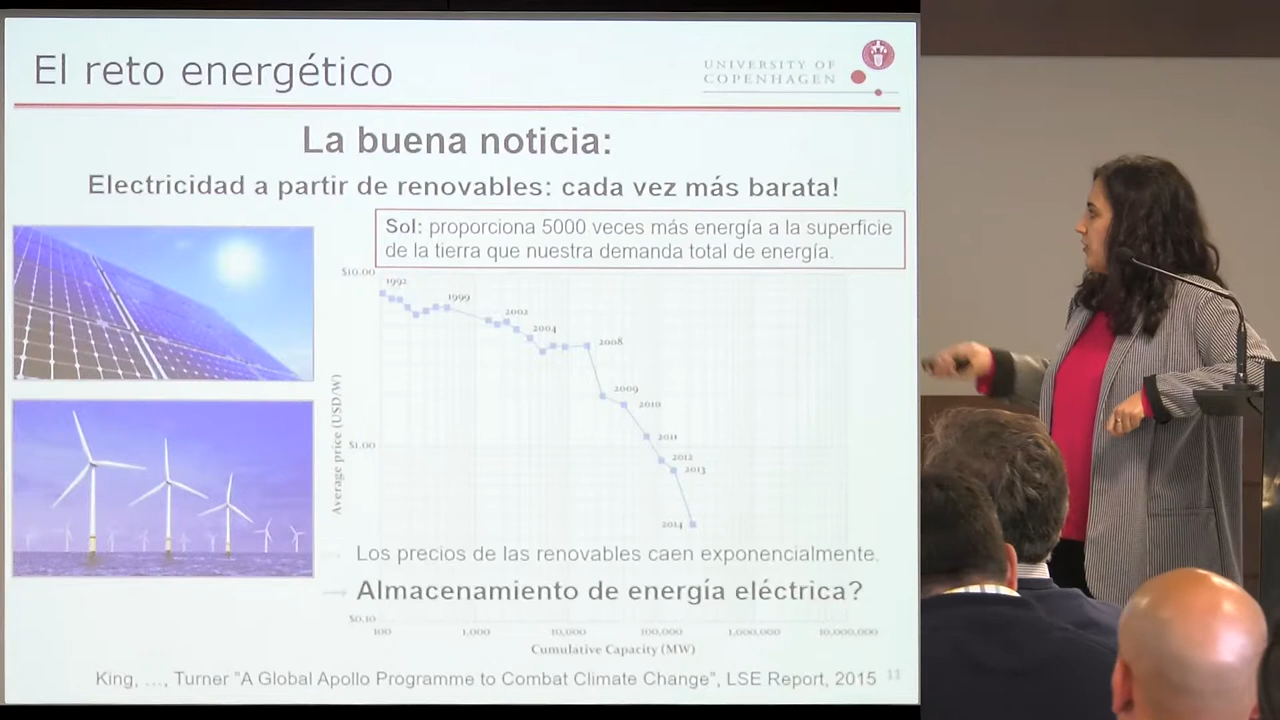 El reto energético
UNIVERSITY OF
COPENHAGEN
La buena noticia:
Electricidad a partir de renovables: cada vez más barata!
Sol: proporciona 5000 veces más energía a la superficie
de la tierra que nuestra demanda total de energía.
$10.00
1992
1999
2002
2004
2008
2009
2010
Average price (USD/W)
$1.00
2011
2012
2013
2014
Los precios de las renovables caen exponencialmente.
→ Almacenamiento de energía eléctrica?
$0.10
100
1,000
10,000
100,000
1,000,000
10,000,000
Cumulative Capacity (MW)
King, ..., Turner "A Global Apollo Programme to Combat Climate Change", LSE Report, 2015
11